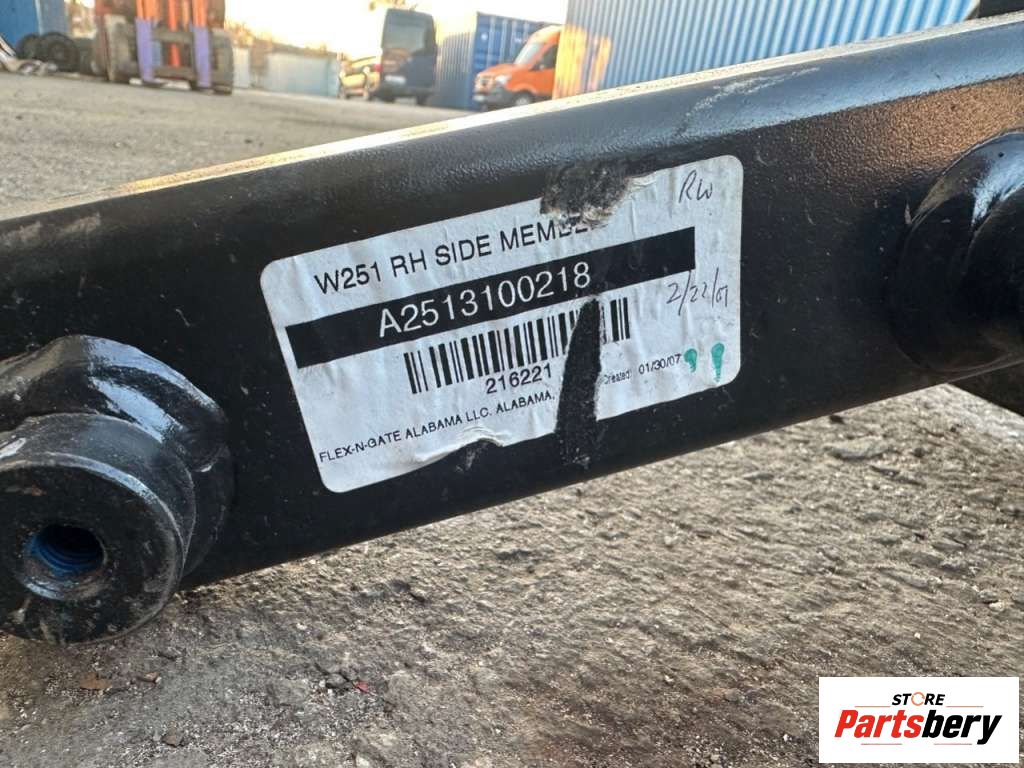 RW
W251 RH SIDE
A2513100218
2/22/07
216221
Created: 01/30/07
FLEX-N-GATE ALABAMA LLC. ALABAMA,
STORE
Partsbery